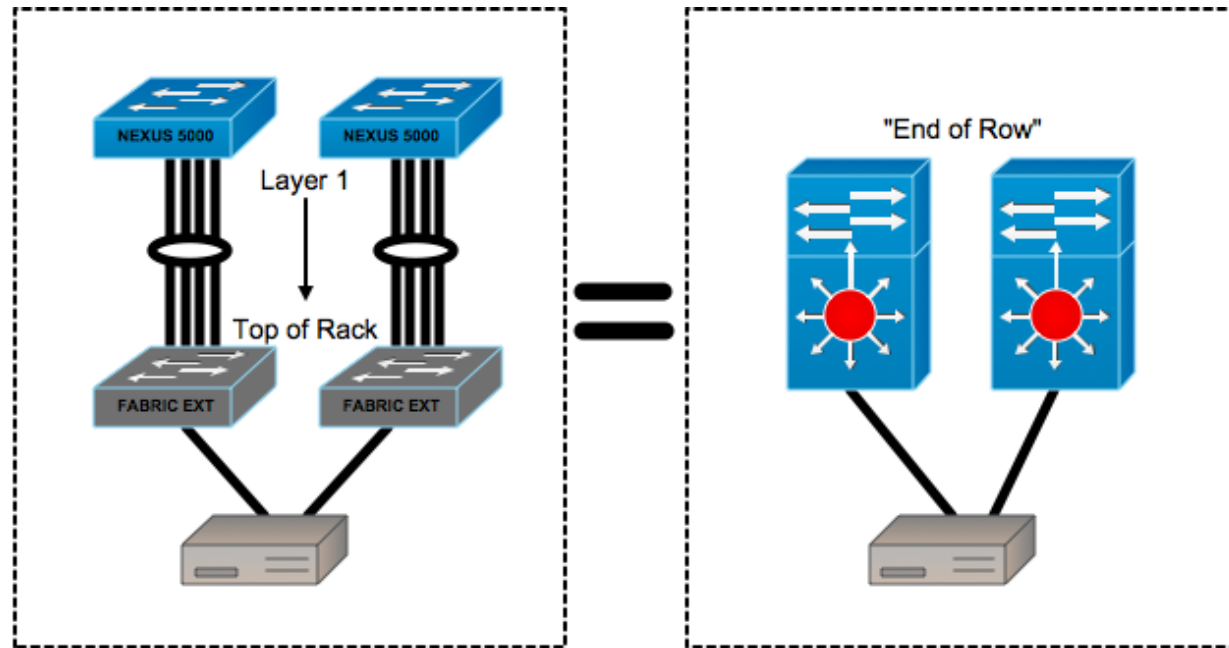 NEXUS 5000
NEXUS 5000
Layer 1
Top of Rack
FABRIC EXT
FABRIC EXT
"End of Row"